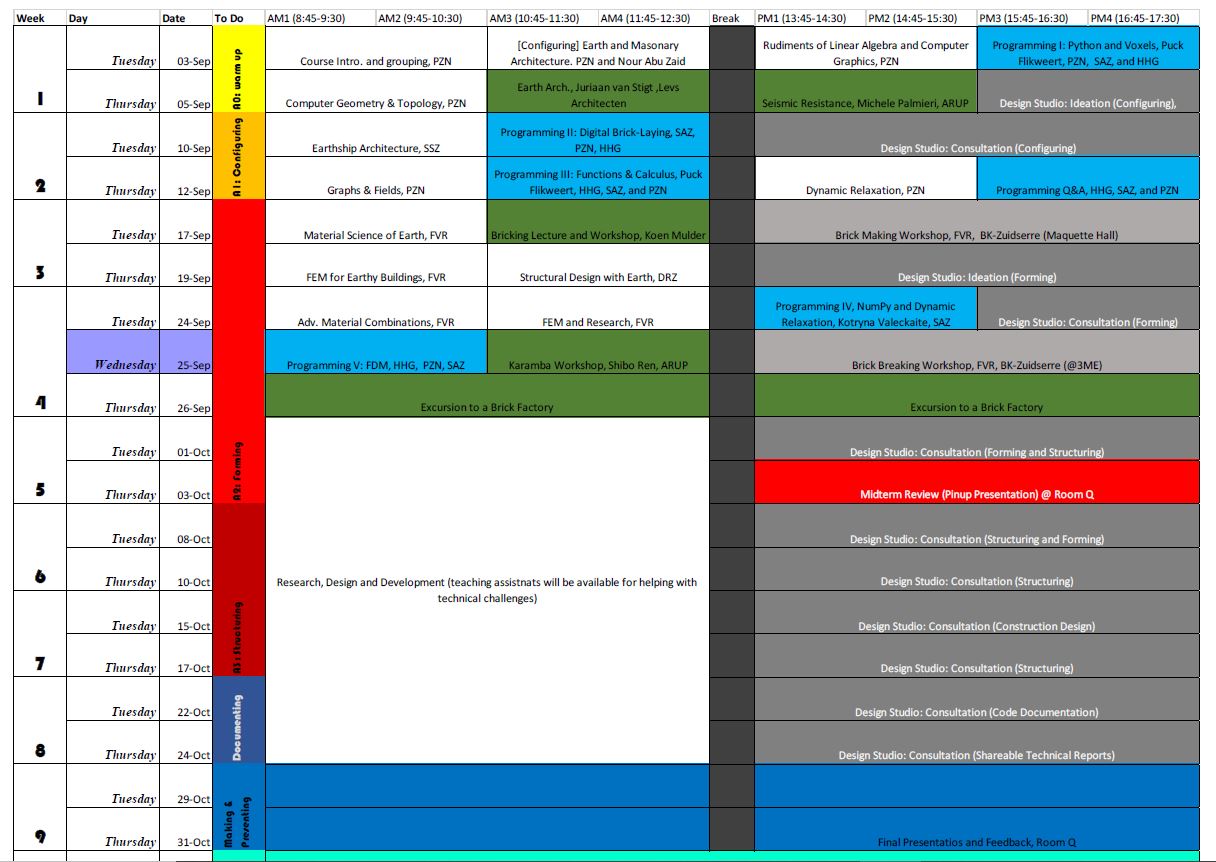 Week Day Date To Do AM1 (8:45-9:30) AM2 (9:45-10:30) AM3 (10:45-11:30) AM4 (11:45-12:30) Break PM1 (13:45-14:30) PM2 (14:45-15:30) PM3 (15:45-16:30) PM4 (16:45-17:30)
1
A0: warm up
Tuesday 03-Sep Course Intro. and grouping, PZN
[Configuring] Earth and Masonary
Architecture. PZN and Nour Abu Zaid
Rudiments of Linear Algebra and Computer
Graphics, PZN
Programming I: Python and Voxels, Puck
Flikweert, PZN, SAZ, and HHG
Thursday 05-Sep Computer Geometry & Topology, PZN
Earth Arch., Juriaan van Stigt ,Levs
Architecten
Seismic Resistance, Michele Palmieri, ARUP
Design Studio: Ideation (Configuring),
2
A1: Configuring
Tuesday 10-Sep Earthship Architecture, SSZ
Programming II: Digital Brick-Laying, SAZ,
PZN, HHG
Design Studio: Consultation (Configuring)
Thursday 12-Sep Graphs & Fields, PZN
Programming III: Functions & Calculus, Puck
Flikweert, HHG, SAZ, and PZN
Dynamic Relaxation, PZN
Programming Q&A, HHG, SAZ, and PZN
3
A2: Forming
Tuesday 17-Sep Material Science of Earth, FVR
Bricking Lecture and Workshop, Koen Mulder
Brick Making Workshop, FVR, BK-Zuidserre (Maquette Hall)
Thursday 19-Sep FEM for Earthy Buildings, FVR
Structural Design with Earth, DRZ
Design Studio: Ideation (Forming)
4
Tuesday 24-Sep Adv. Material Combinations, FVR
FEM and Research, FVR
Programming IV, NumPy and Dynamic
Relaxation, Kotryna Valeckaite, SAZ
Design Studio: Consultation (Forming)
Wednesday 25-Sep Programming V: FDM, HHG, PZN, SAZ
Karamba Workshop, Shibo Ren, ARUP
Brick Breaking Workshop, FVR, BK-Zuidserre (@3ME)
Thursday 26-Sep Excursion to a Brick Factory
Excursion to a Brick Factory
5
Tuesday 01-Oct Design Studio: Consultation (Forming and Structuring)
Thursday 03-Oct Midterm Review (Pinup Presentation) @ Room Q
6
A3: Structuring
Tuesday 08-Oct Design Studio: Consultation (Structuring and Forming)
Thursday 10-Oct
Research, Design and Development (teaching assistnats will be available for helping with
technical challenges)
Design Studio: Consultation (Structuring)
7
Tuesday 15-Oct Design Studio: Consultation (Construction Design)
Thursday 17-Oct Design Studio: Consultation (Structuring)
8
Documenting
Tuesday 22-Oct Design Studio: Consultation (Code Documentation)
Thursday 24-Oct Design Studio: Consultation (Shareable Technical Reports)
9
Making &
Presenting
Tuesday 29-Oct
Thursday 31-Oct Final Presentatios and Feedback, Room Q